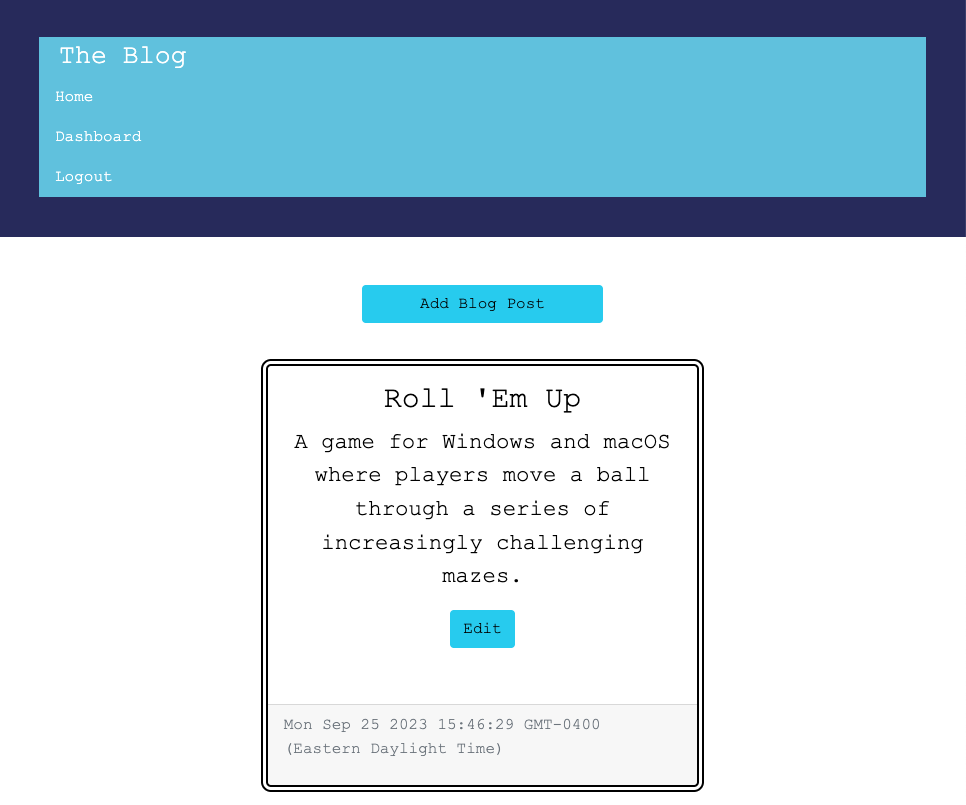 The Blog
Home
Dashboard
Logout
Add Blog Post
Roll 'Em Up
A game for Windows and macOS
where players move a ball
through a series of
increasingly challenging
mazes.
Edit
Mon Sep 25 2023 15:46:29 GMT-0400
(Eastern Daylight Time)